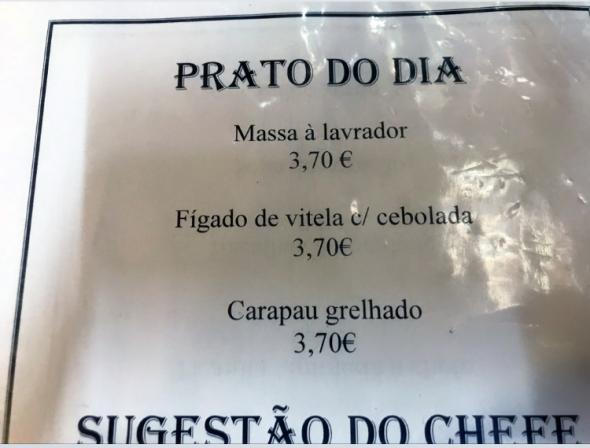 PRATO DO DIA
Massa à lavrador
3,70 €
Fígado de vitela c/ cebolada
3,70€
Carapau grelhado
3,70€
SUGESTÃO DO CHEFE